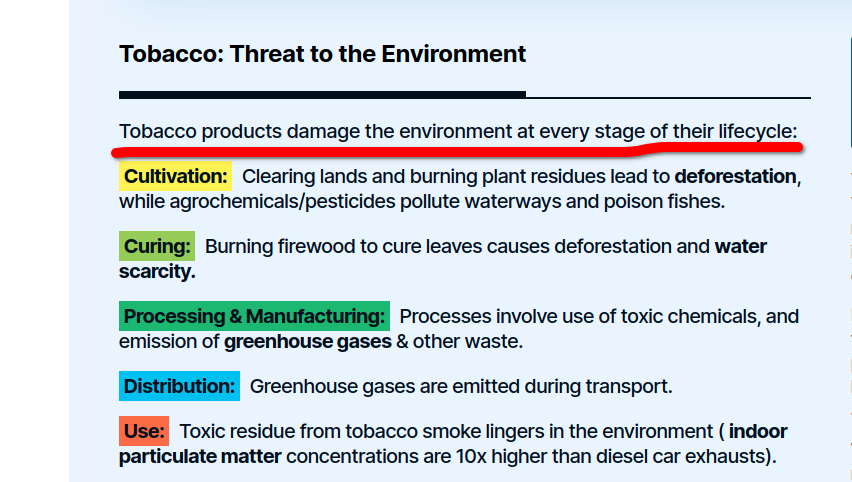 Tobacco: Threat to the Environment
Tobacco products damage the environment at every stage of their lifecycle:
Cultivation: Clearing lands and burning plant residues lead to deforestation,
while agrochemicals/pesticides pollute waterways and poison fishes.
Curing: Burning firewood to cure leaves causes deforestation and water
scarcity.
Processing & Manufacturing: Processes involve use of toxic chemicals, and
emission of greenhouse gases & other waste.
Distribution: Greenhouse gases are emitted during transport.
Use: Toxic residue from tobacco smoke lingers in the environment ( indoor
particulate matter concentrations are 10x higher than diesel car exhausts).